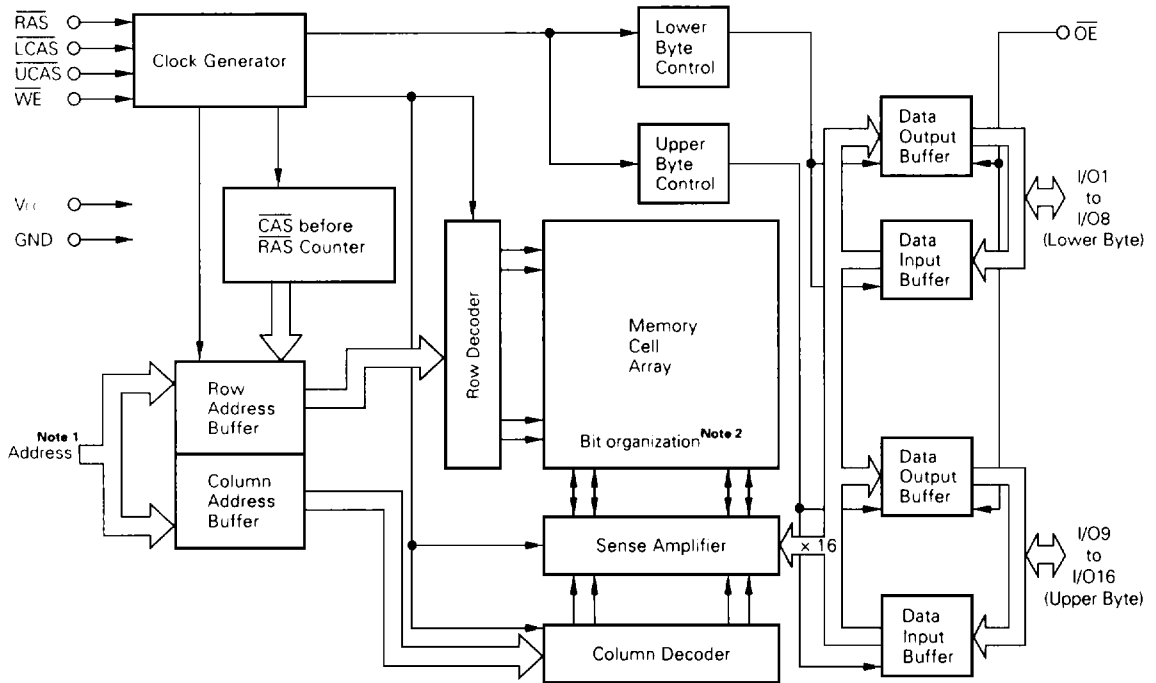 RAS
LCAS
UCAS
WE
Clock Generator
Lower
Byte
Control
Upper
Byte
Control
OE
Vcc
GND
CAS before
RAS Counter
Row Decoder
Memory
Cell
Array
Bit organization Note 2
Data
Output
Buffer
Data
Input
Buffer
I/O1
to
I/O8
(Lower Byte)
Note 1
Address
Row
Address
Buffer
Column
Address
Buffer
Sense Amplifier
× 16
Column Decoder
Data
Output
Buffer
Data
Input
Buffer
I/O9
to
I/O16
(Upper Byte)